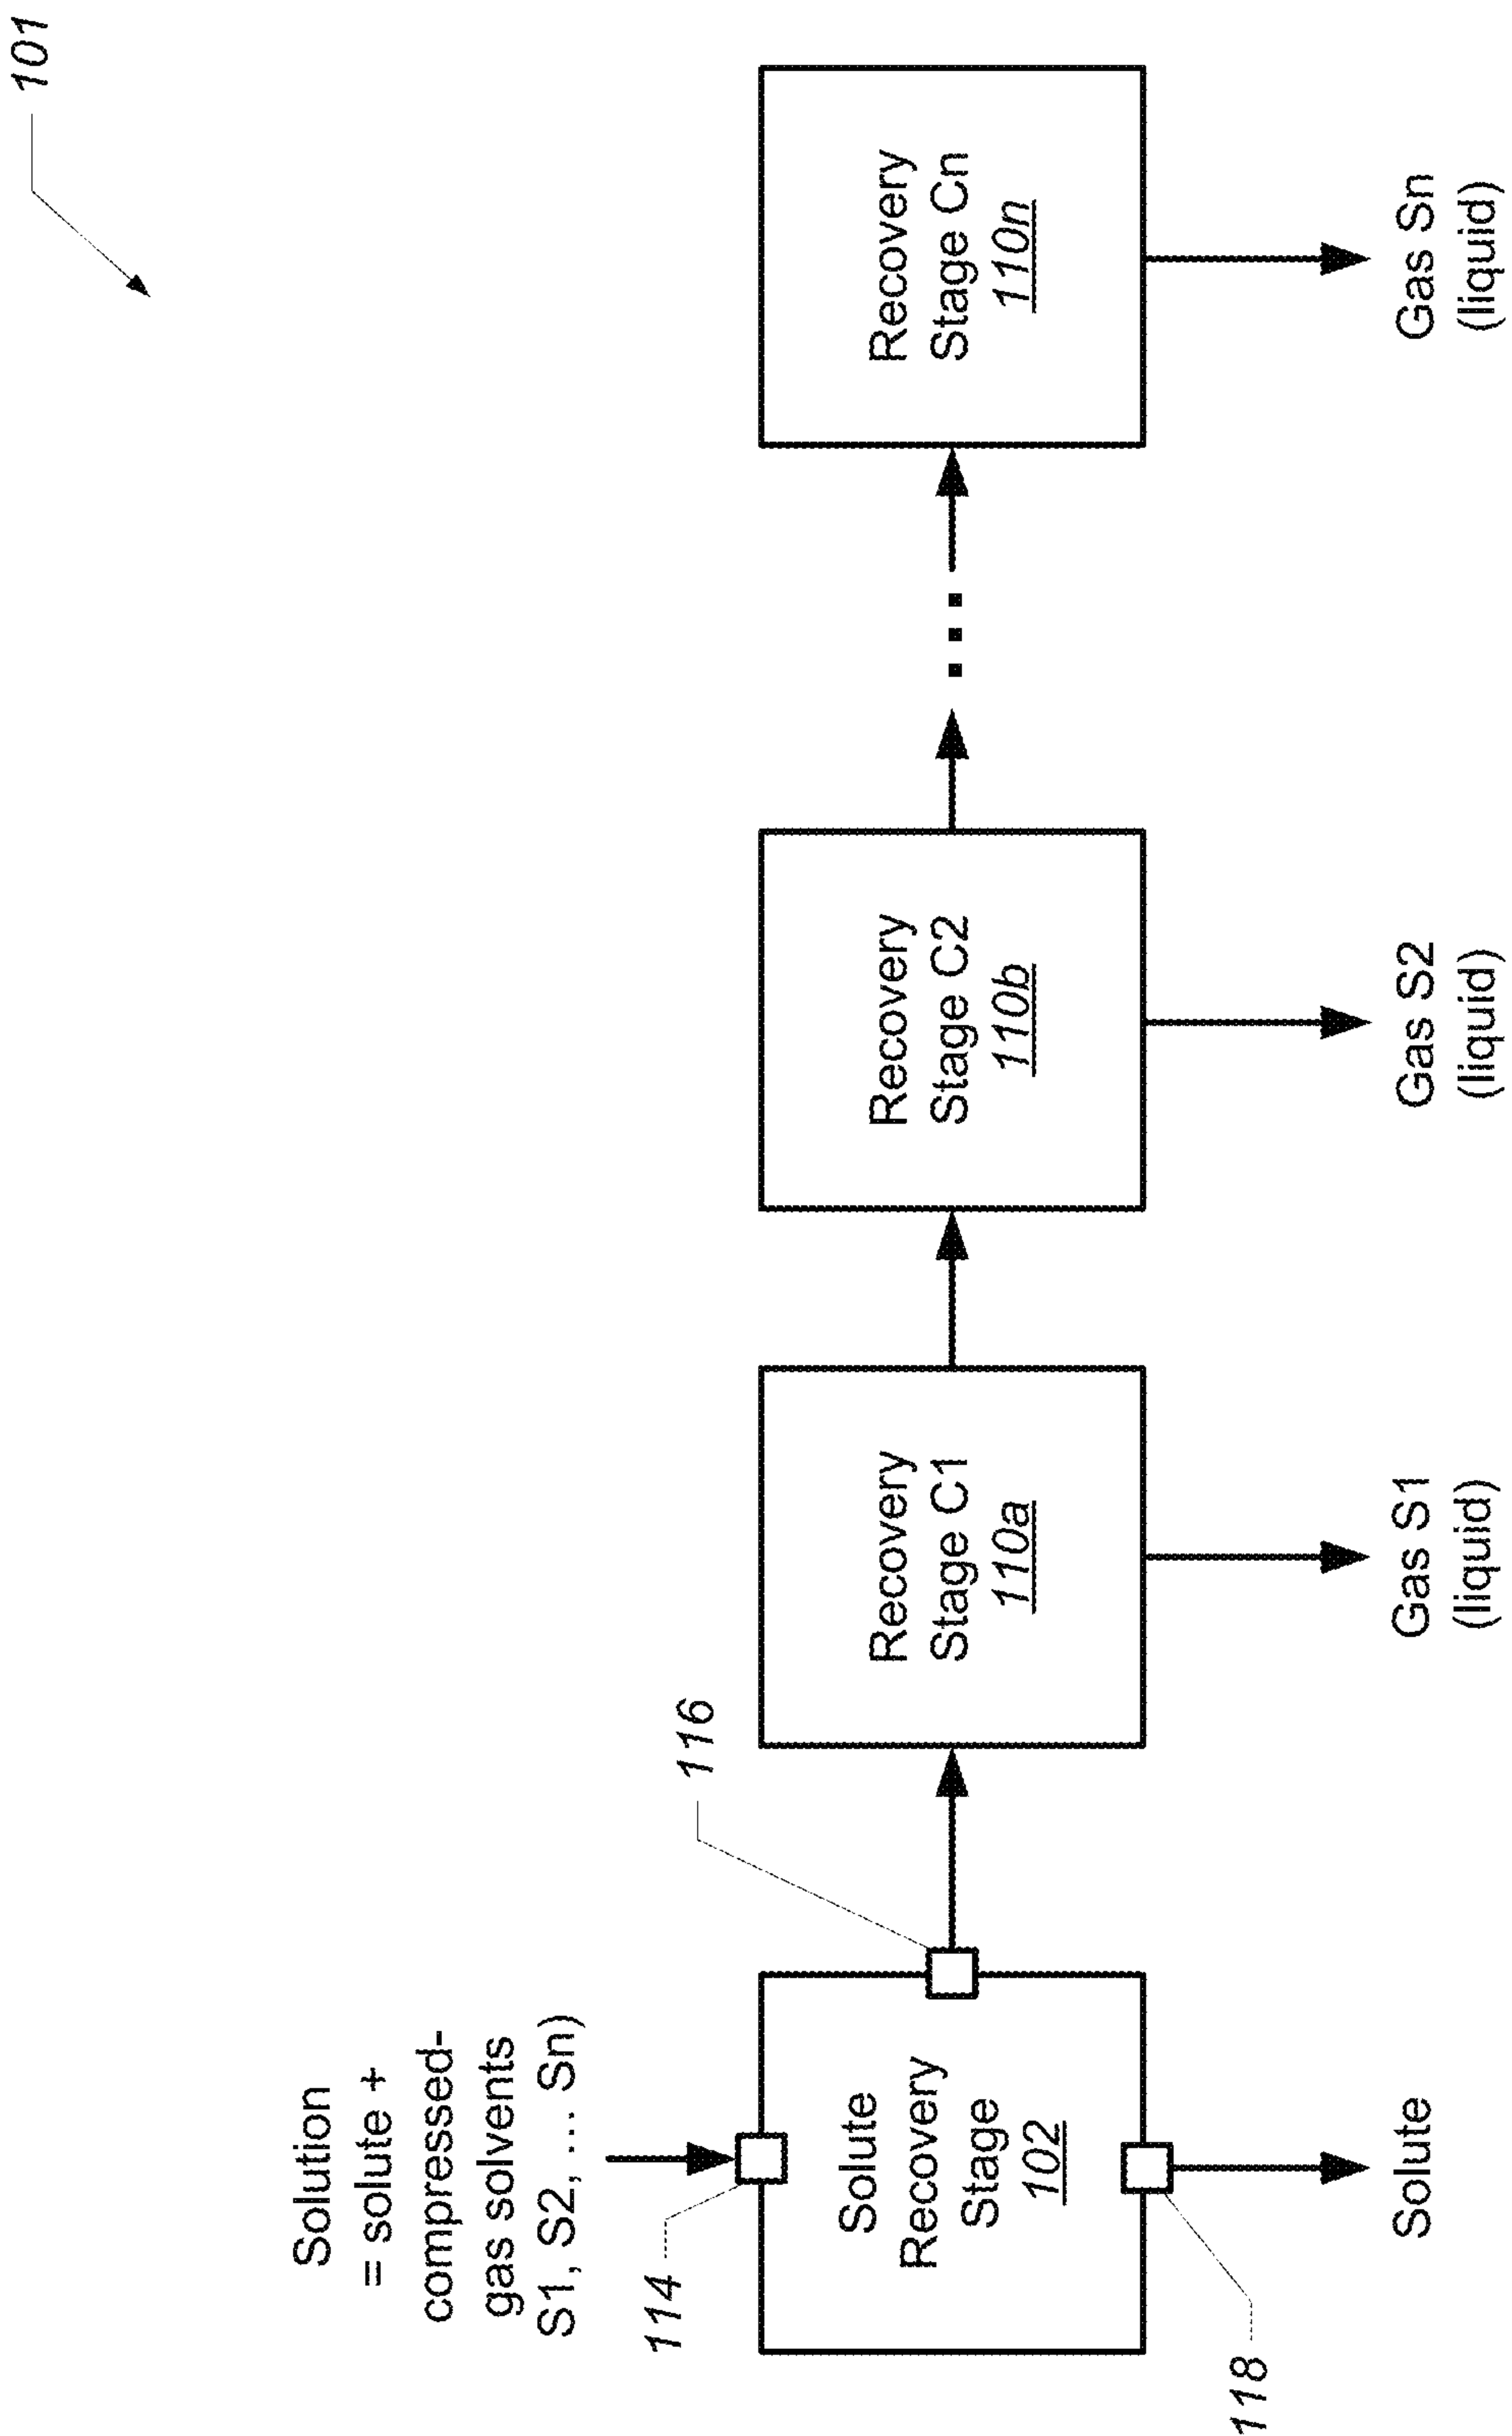 101
Solution
= solute +
compressed-
gas solvents
S1, S2, ... Sn)
114
116
118
Solute
Recovery
Stage
102
Recovery
Stage C1
110a
Recovery
Stage C2
110b
Recovery
Stage Cn
110n
Solute
Gas S1
(liquid)
Gas S2
(liquid)
Gas Sn
(liquid)